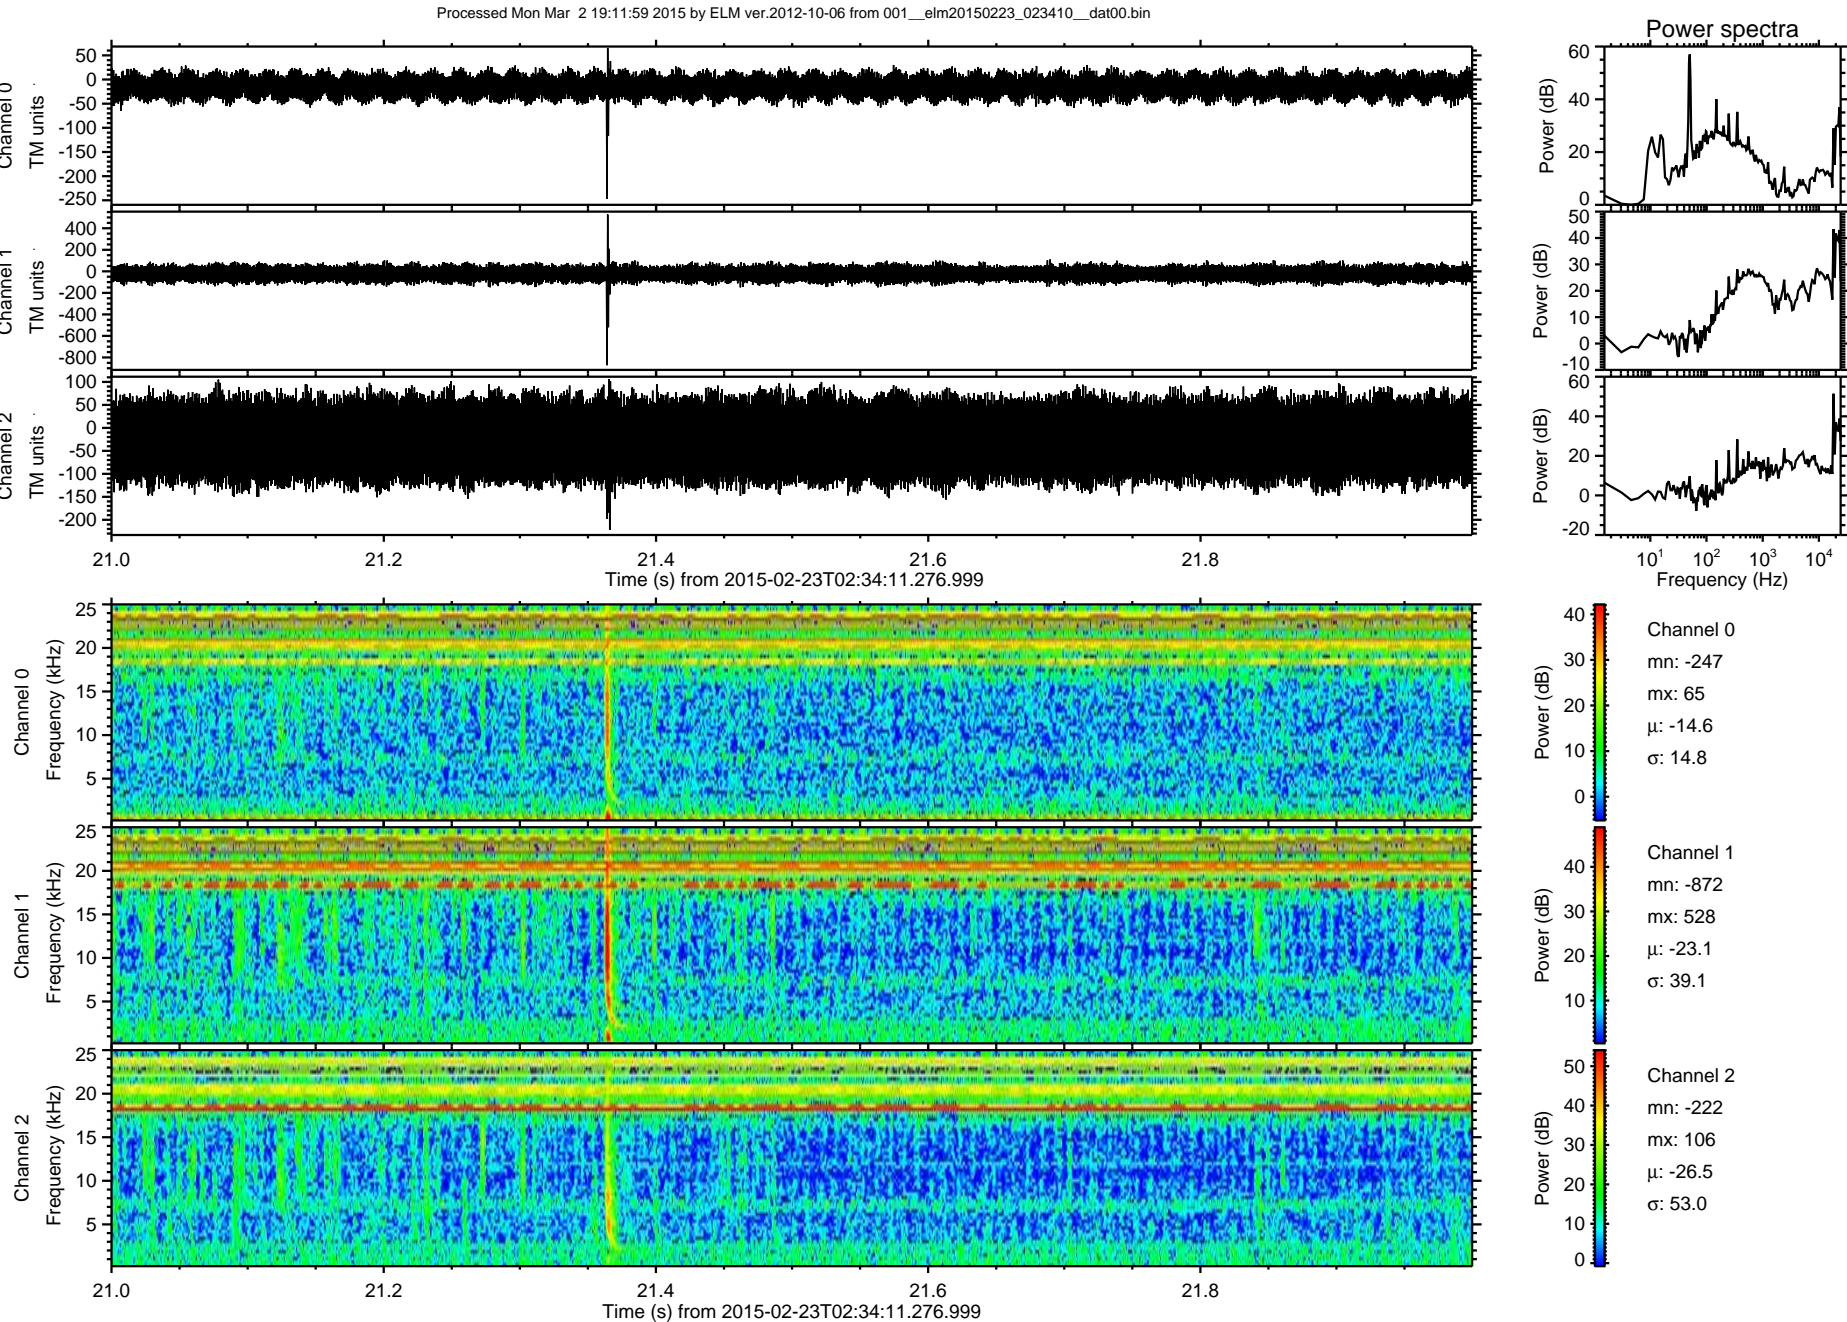 Processed Mon Mar  2 19:11:59 2015 by ELM ver.2012-10-06 from 001__elm20150223_023410__dat00.bin
Power spectra
Channel 0
TM units
50
0
-50
-100
-150
-200
-250
Power (dB)
60
40
20
0
Channel 1
TM units
400
200
0
-200
-400
-600
-800
Power (dB)
50
40
30
20
10
0
-10
Channel 2
TM units
100
50
0
-50
-100
-150
-200
Power (dB)
60
40
20
0
-20
21.0 21.2 21.4 21.6 21.8
Time (s) from 2015-02-23T02:34:11.276.999
10¹ 10² 10³ 10⁴
Frequency (Hz)
Channel 0
Frequency (kHz)
25
20
15
10
5
Power (dB)
40
30
20
10
0
Channel 0
mn: -247
mx: 65
μ: -14.6
σ: 14.8
Channel 1
Frequency (kHz)
25
20
15
10
5
Power (dB)
40
30
20
10
Channel 1
mn: -872
mx: 528
μ: -23.1
σ: 39.1
Channel 2
Frequency (kHz)
25
20
15
10
5
Power (dB)
50
40
30
20
10
0
Channel 2
mn: -222
mx: 106
μ: -26.5
σ: 53.0
21.0 21.2 21.4 21.6 21.8
Time (s) from 2015-02-23T02:34:11.276.999